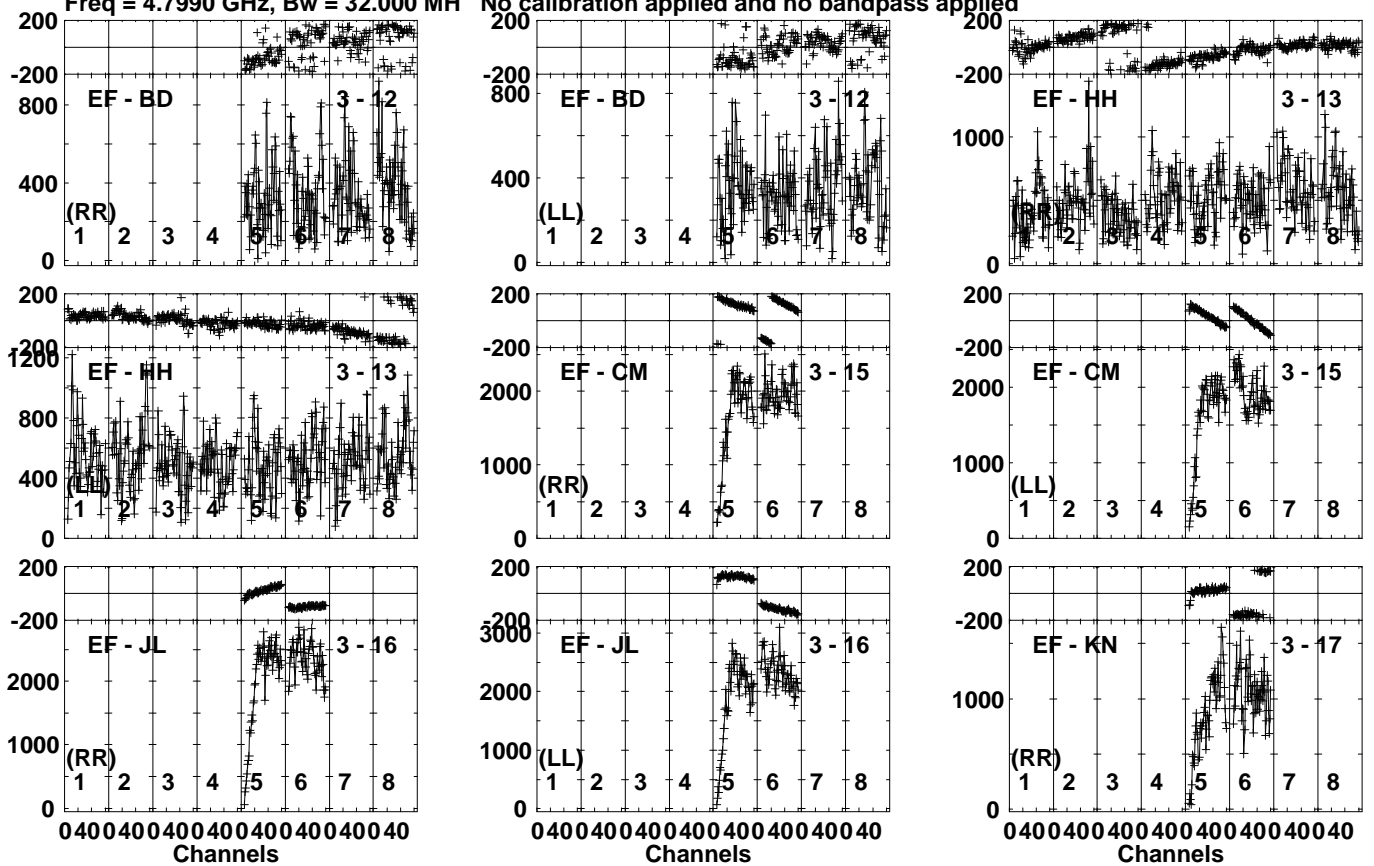 Freq = 4.7990 GHz, Bw = 32.000 MH   No calibration applied and no bandpass applied
200
-200
EF - BD 3 - 12
800
400
(RR)
1 2 3 4 5 6 7 8
0
200
-200
EF - BD 3 - 12
800
400
(LL)
1 2 3 4 5 6 7 8
0
200
-200
EF - HH 3 - 13
1000
(RR)
1 2 3 4 5 6 7 8
0
200
-200
1200
EF - HH 3 - 13
800
400
(LL)
1 2 3 4 5 6 7 8
0
200
-200
EF - CM 3 - 15
2000
1000
(RR)
1 2 3 4 5 6 7 8
0
200
-200
EF - CM 3 - 15
2000
1000
(LL)
1 2 3 4 5 6 7 8
0
200
-200
EF - JL 3 - 16
2000
1000
(RR)
1 2 3 4 5 6 7 8
0
0 40 0 40 0 40 0 40 0 40 0 40 0 40 0 40
Channels
200
-200
3000
EF - JL 3 - 16
2000
1000
(LL)
1 2 3 4 5 6 7 8
0
0 40 0 40 0 40 0 40 0 40 0 40 0 40 0 40
Channels
200
-200
EF - KN 3 - 17
1000
(RR)
1 2 3 4 5 6 7 8
0
0 40 0 40 0 40 0 40 0 40 0 40 0 40 0 40
Channels